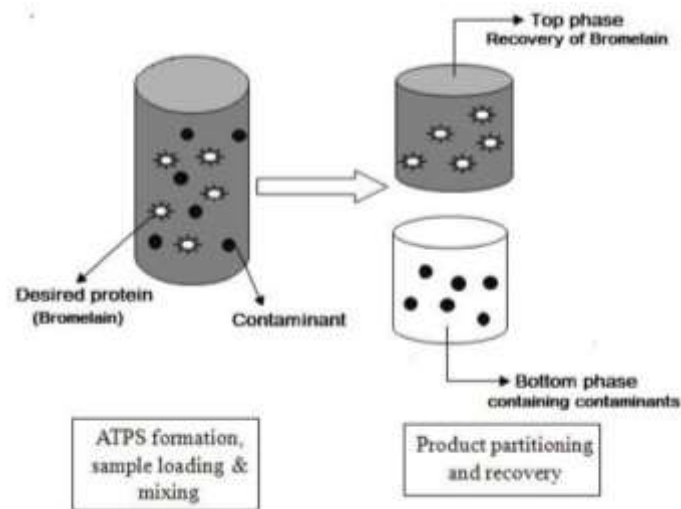 Top phase
Recovery of Bromelain
Desired protein
(Bromelain)
Contaminant
Bottom phase
containing contaminants
ATPS formation,
sample loading &
mixing
Product partitioning
and recovery